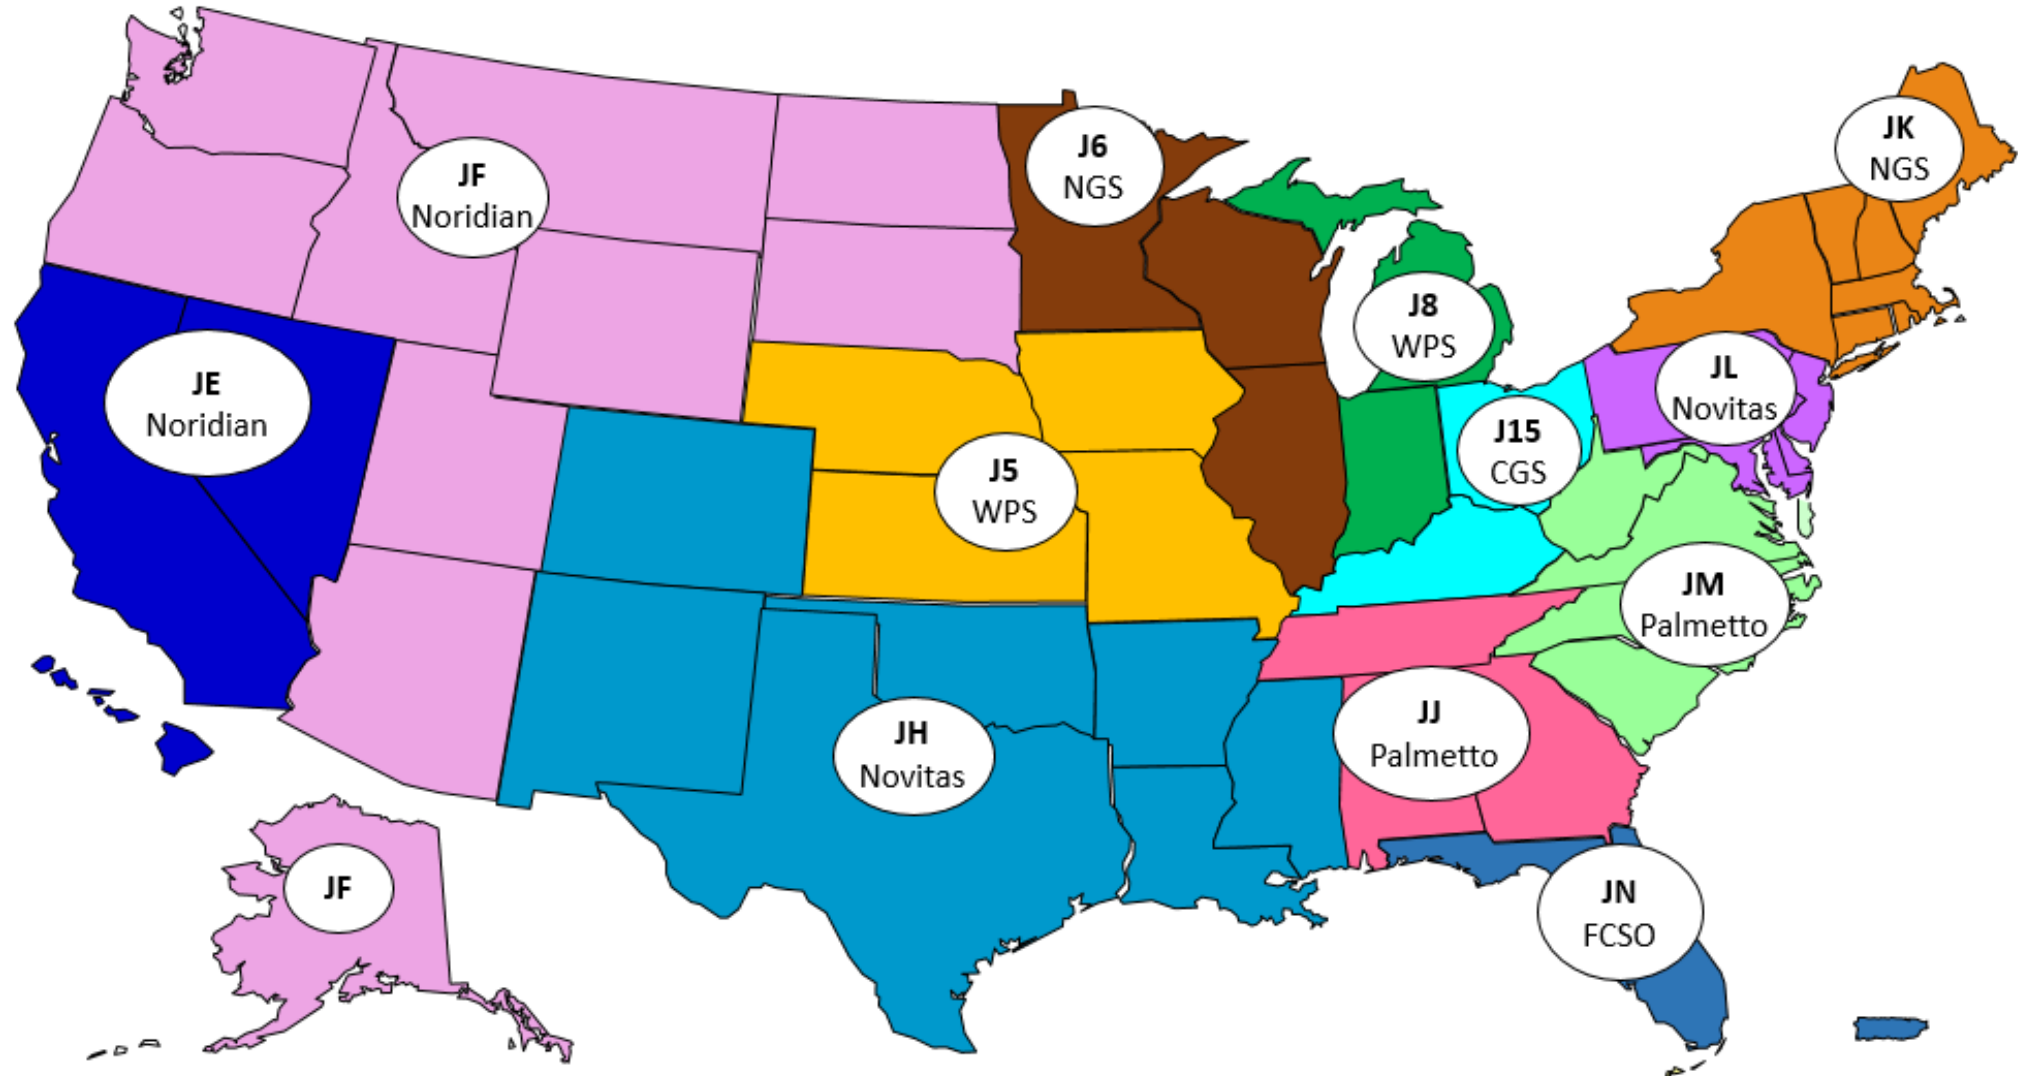 JF
Noridian
J6
NGS
JK
NGS
J8
WPS
JE
Noridian
JL
Novitas
J15
CGS
J5
WPS
JM
Palmetto
JH
Novitas
JJ
Palmetto
JF
JN
FCSO